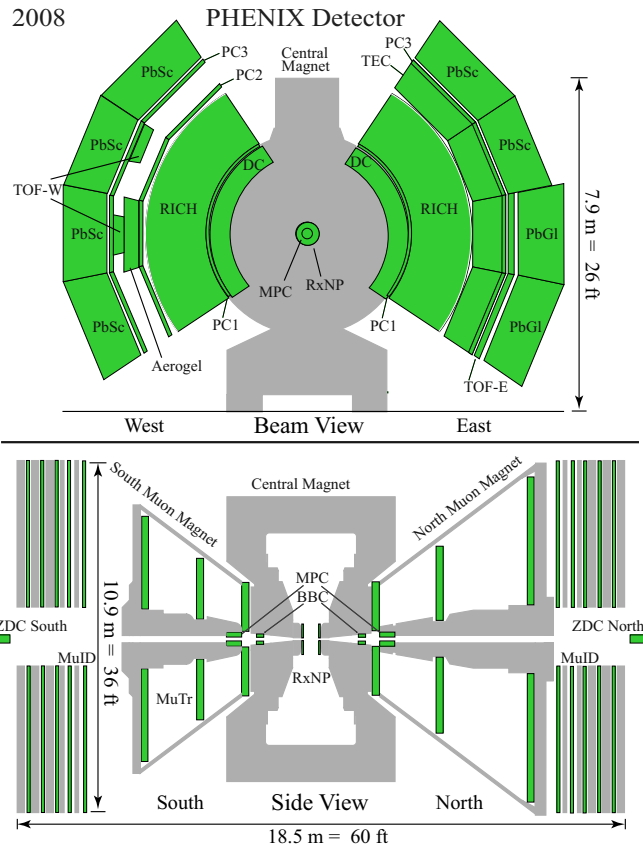 2008
PHENIX Detector
Central
Magnet
PC3
PC2
PbSc
PbSc
TOF-W
PbSc
PbSc
RICH
DC
Aerogel
PC1
MPC
RxNP
PC3
TEC
PbSc
PbSc
DC
RICH
PbGl
PbGl
PC1
TOF-E
7.9 m = 26 ft
West
Beam View
East
South Muon Magnet
Central Magnet
North Muon Magnet
10.9 m = 36 ft
MPC
BBC
ZDC South
ZDC North
MuID
MuTr
RxNP
MuID
South
Side View
North
18.5 m = 60 ft